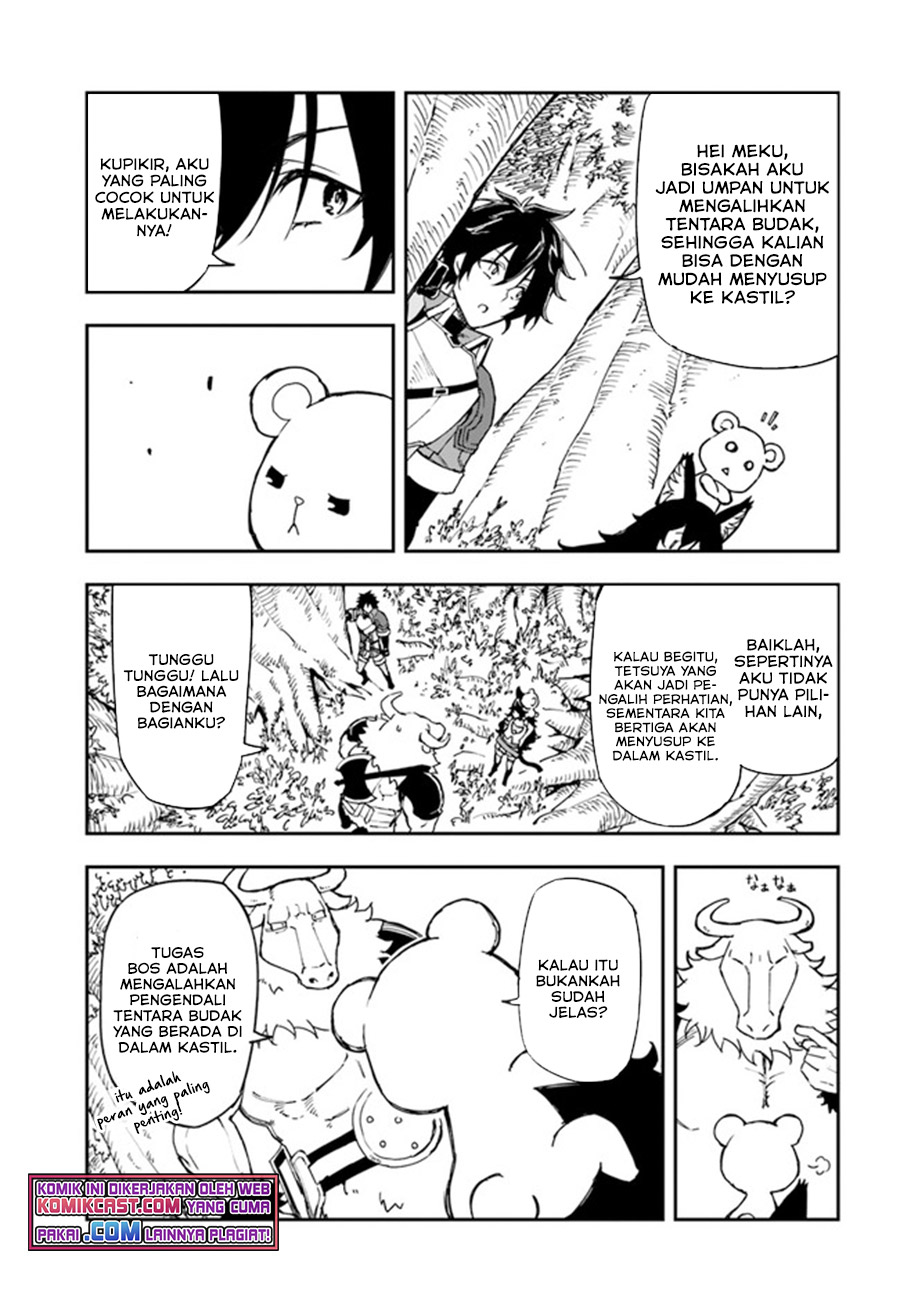 HEI MEKU,
BISAKAH AKU
JADI UMPAN UNTUK
MENGALIHKAN
TENTARA BUDAK,
SEHINGGA KALIAN
BISA DENGAN
MUDAH MENYUSUP
KE KASTIL?
KUPIKIR, AKU
YANG PALING
COCOK UNTUK
MELAKUKAN-
NYA!
BAIKLAH,
SEPERTINYA
AKU TIDAK
PUNYA PILI-
HAN LAIN,
KALAU BEGITU,
TETSUYA YANG
AKAN JADI PE-
NGALIH PERHATIAN,
SEMENTARA KITA
BERTIGA AKAN
MENYUSUP KE
DALAM KASTIL.
TUNGGU
TUNGGU! LALU
BAGAIMANA
DENGAN
BAGIANKU?
なぁなぁ
KALAU ITU
BUKANKAH
SUDAH
JELAS?
TUGAS
BOS ADALAH
MENGALAHKAN
PENGENDALI
TENTARA BUDAK
YANG BERADA DI
DALAM KASTIL.
itu adalah
peran yang paling
penting!
KOMIK INI DIKERJAKAN OLEH WEB
KOMIKCAST.COM YANG CUMA
PAKAI .COM LAINNYA PLAGIAT!